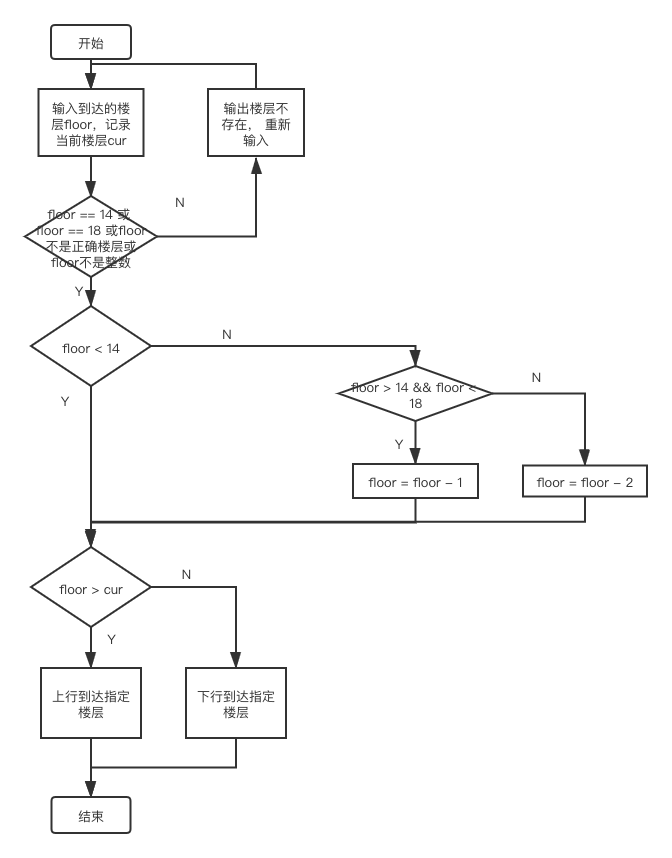 开始
输入到达的楼
层floor，记录
当前楼层cur
输出楼层不
存在， 重新
输入
N
floor == 14 或
floor == 18 或floor
不是正确楼层或
floor不是整数
Y
floor < 14
N
Y
floor > 14 && floor <
18
N
Y
floor = floor - 1
floor = floor - 2
floor > cur
N
Y
上行到达指定
楼层
下行到达指定
楼层
结束